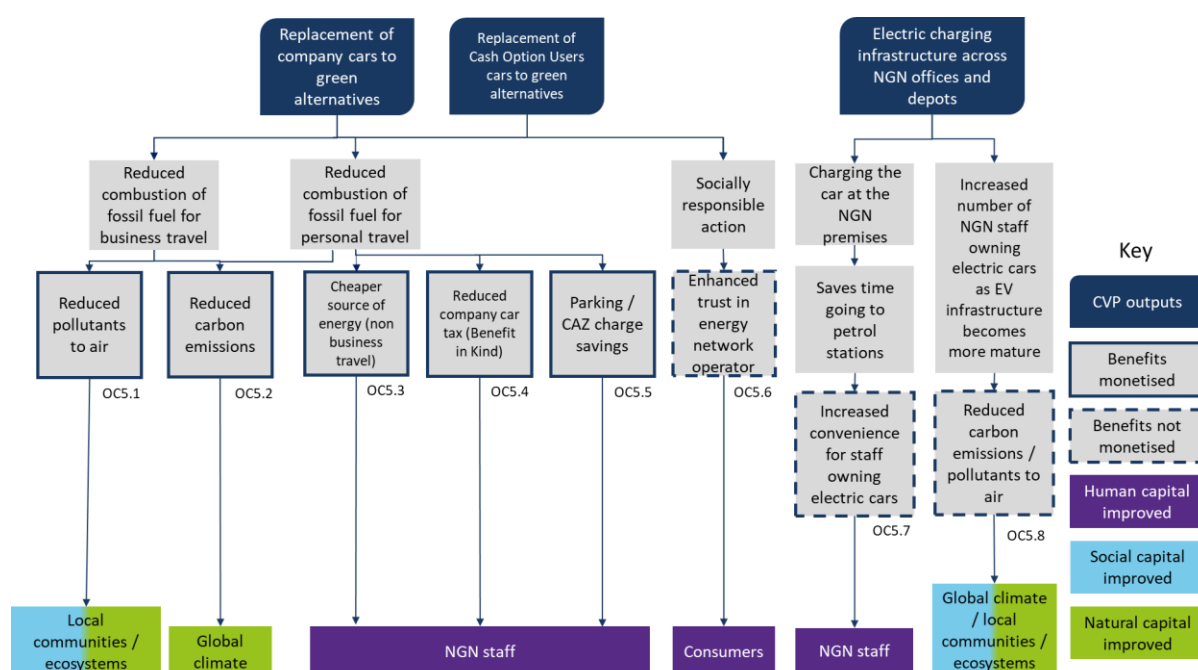 Replacement of
company cars to
green
alternatives
Replacement of
Cash Option Users
cars to green
alternatives
Electric charging
infrastructure across
NGN offices and
depots
Reduced
combustion of
fossil fuel for
business travel
Reduced
combustion of
fossil fuel for
personal travel
Socially
responsible
action
Charging the
car at the
NGN
premises
Increased
number of
NGN staff
owning
electric cars
as EV
infrastructure
becomes
more mature
Reduced
pollutants
to air
Reduced
carbon
emissions
Cheaper
source of
energy (non
business travel)
Reduced
company car
tax (Benefit
in Kind)
Parking /
CAZ charge
savings
Enhanced
trust in
energy
network
operator
Saves time
going to
petrol
stations
OC5.1
OC5.2
OC5.3
OC5.4
OC5.5
OC5.6
Increased
convenience
for staff
owning
electric cars
Reduced
carbon
emissions /
pollutants to
air
OC5.7
OC5.8
Local
communities /
ecosystems
Global
climate
NGN staff
Consumers
NGN staff
Global climate
/ local
communities /
ecosystems
Key
CVP outputs
Benefits
monetised
Benefits not
monetised
Human capital
improved
Social capital
improved
Natural capital
improved